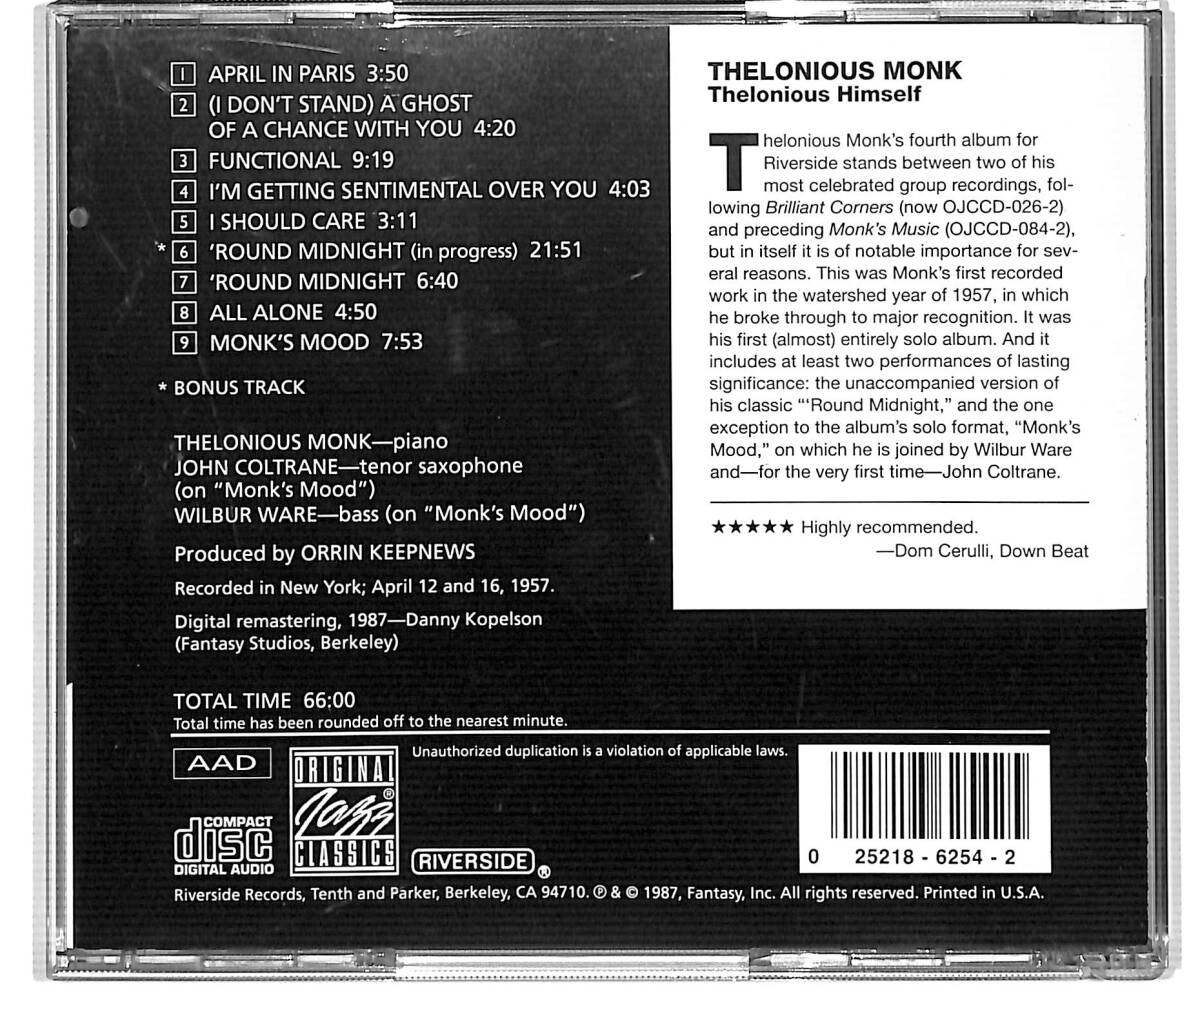 1 APRIL IN PARIS 3:50
2 (I DON'T STAND) A GHOST
OF A CHANCE WITH YOU 4:20
3 FUNCTIONAL 9:19
4 I'M GETTING SENTIMENTAL OVER YOU 4:03
5 I SHOULD CARE 3:11
* 6 'ROUND MIDNIGHT (in progress) 21:51
7 'ROUND MIDNIGHT 6:40
8 ALL ALONE 4:50
9 MONK'S MOOD 7:53
* BONUS TRACK
THELONIOUS MONK—piano
JOHN COLTRANE—tenor saxophone
(on "Monk's Mood")
WILBUR WARE—bass (on "Monk's Mood")
Produced by ORRIN KEEPNEWS
Recorded in New York; April 12 and 16, 1957.
Digital remastering, 1987—Danny Kopelson
(Fantasy Studios, Berkeley)
TOTAL TIME 66:00
Total time has been rounded off to the nearest minute.
THELONIOUS MONK
Thelonious Himself
Thelonious Monk's fourth album for
Riverside stands between two of his
most celebrated group recordings, fol-
lowing Brilliant Corners (now OJCCD-026-2)
and preceding Monk's Music (OJCCD-084-2),
but in itself it is of notable importance for sev-
eral reasons. This was Monk's first recorded
work in the watershed year of 1957, in which
he broke through to major recognition. It was
his first (almost) entirely solo album. And it
includes at least two performances of lasting
significance: the unaccompanied version of
his classic "'Round Midnight," and the one
exception to the album's solo format, "Monk's
Mood," on which he is joined by Wilbur Ware
and—for the very first time—John Coltrane.
★★★★★ Highly recommended.
—Dom Cerulli, Down Beat
AAD
COMPACT
disc
DIGITAL AUDIO
ORIGINAL
Jazz ®
CLASSICS
Unauthorized duplication is a violation of applicable laws.
RIVERSIDE ®
0 25218 - 6254 - 2
Riverside Records, Tenth and Parker, Berkeley, CA 94710. ℗ & © 1987, Fantasy, Inc. All rights reserved. Printed in U.S.A.